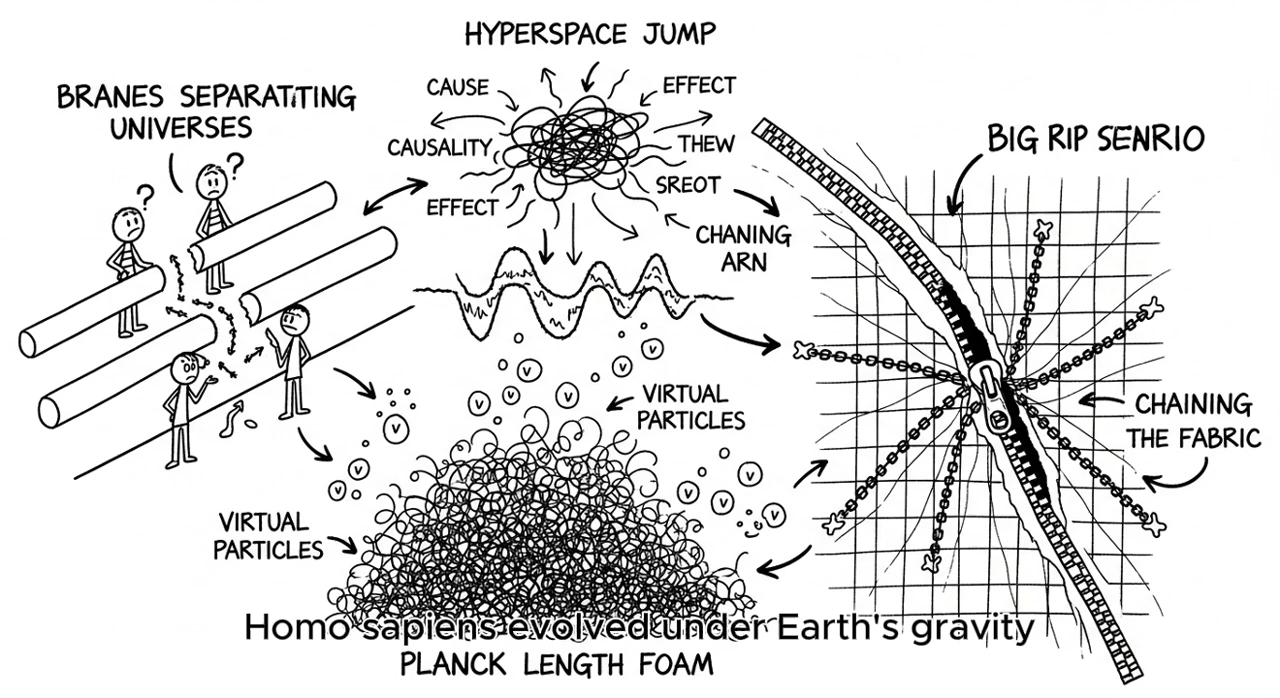 HYPERSPACE JUMP
BRANES SEPARATITING
UNIVERSES
?
?
CAUSE
EFFECT
CAUSALITY
THEW
SREOT
EFFECT
CHANING
ARN
BIG RIP SENRIO
V
V
V
V
V
VIRTUAL
PARTICLES
CHAINING
THE FABRIC
V
V
V
V
V
V
V
VIRTUAL
PARTICLES
Homo sapiens evolved under Earth's gravity
PLANCK LENGTH FOAM